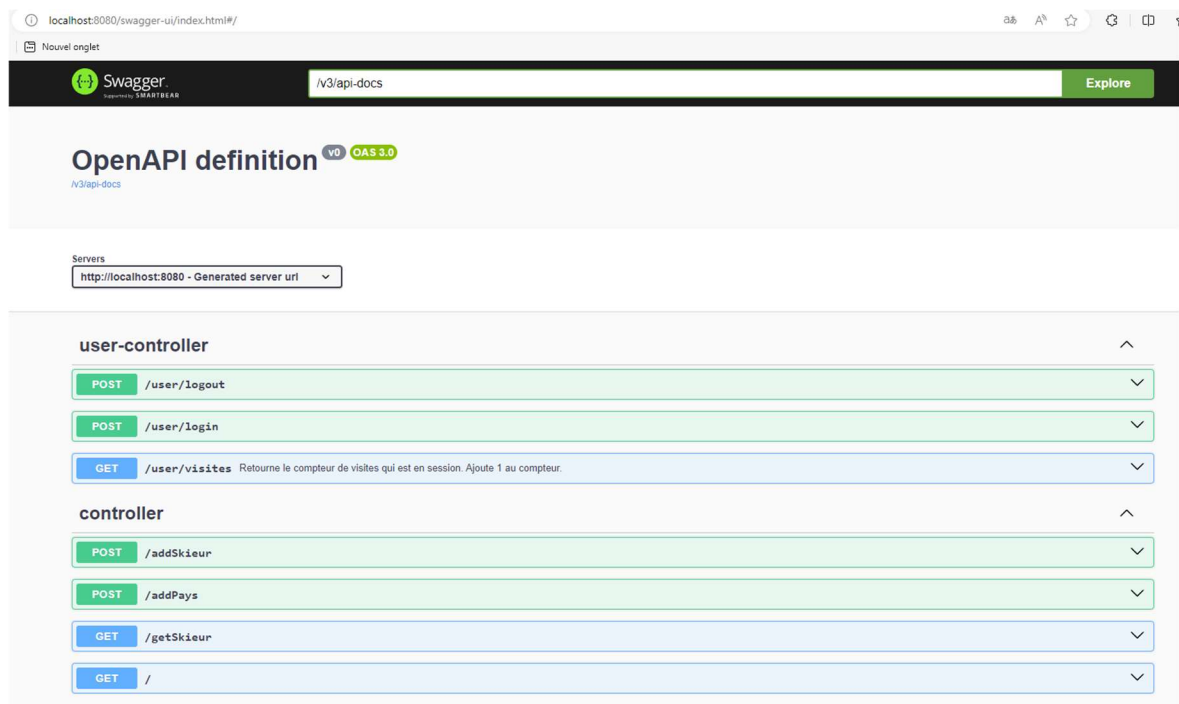 localhost:8080/swagger-ui/index.html#/
Nouvel onglet
Swagger
Supported by SMARTBEAR
/v3/api-docs
Explore
OpenAPI definition v0 OAS 3.0
/v3/api-docs
Servers
http://localhost:8080 - Generated server url
user-controller
POST /user/logout
POST /user/login
GET /user/visites Retourne le compteur de visites qui est en session. Ajoute 1 au compteur.
controller
POST /addSkieur
POST /addPays
GET /getSkieur
GET /